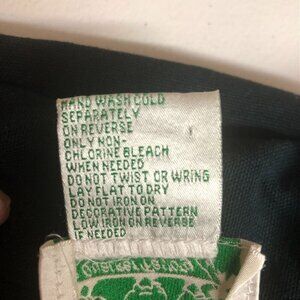 HAND WASH COLD
SEPARATELY
ON REVERSE
ONLY NON-
CHLORINE BLEACH
WHEN NEEDED
DO NOT TWIST OR WRING
LAY FLAT TO DRY
DO NOT IRON ON
DECORATIVE PATTERN
LOW IRON ON REVERSE
IF NEEDED